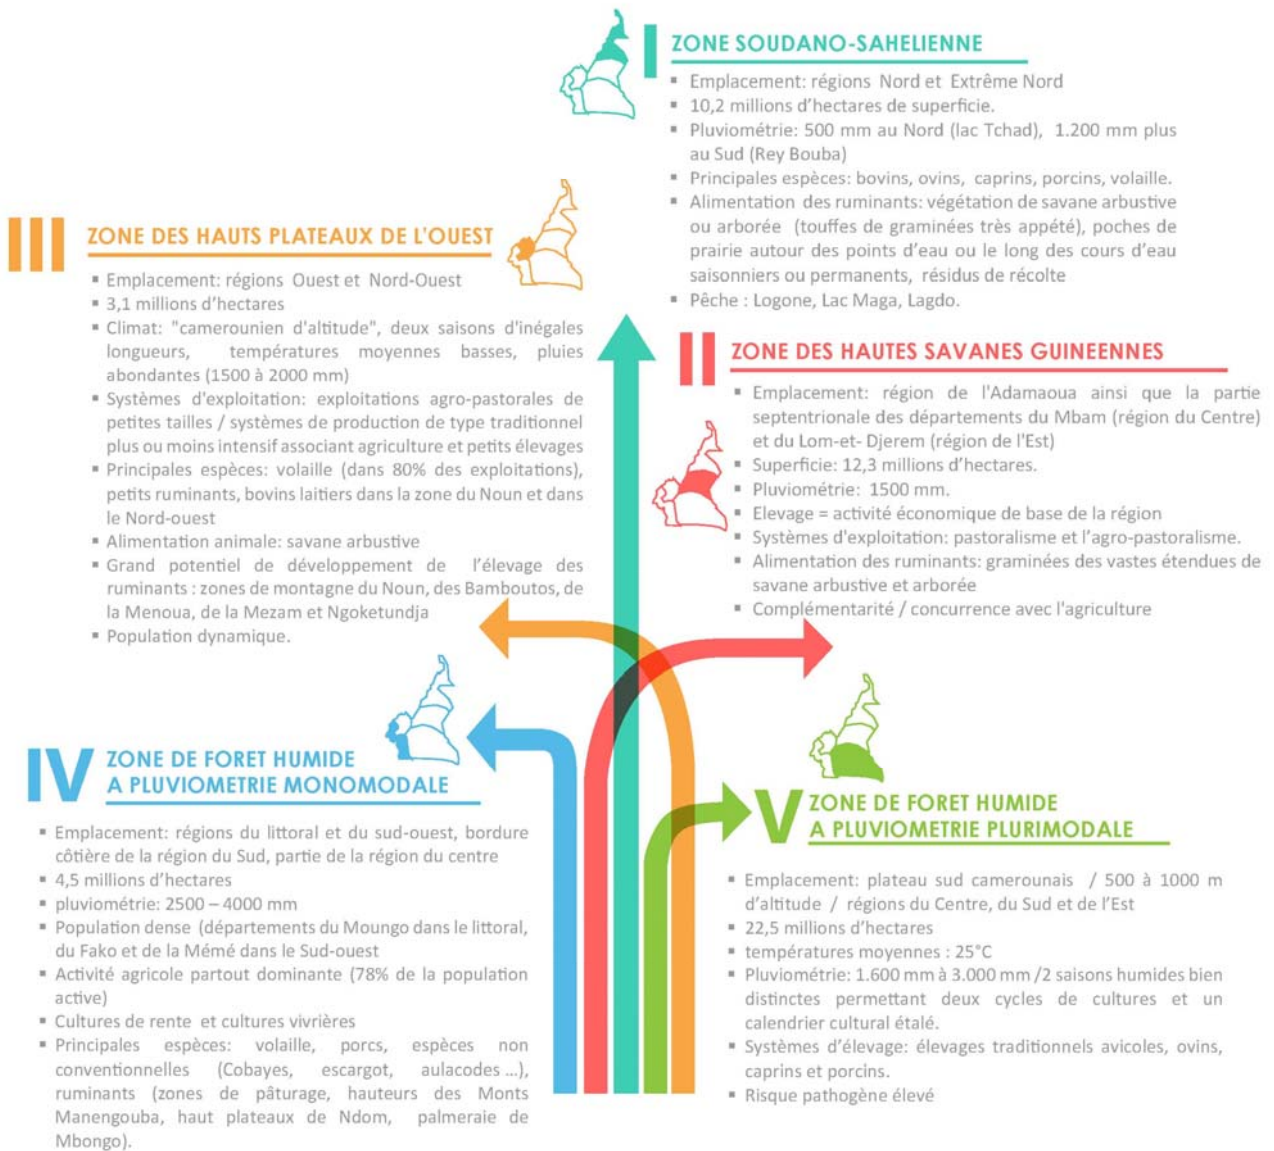 I
ZONE SOUDANO-SAHELIENNE
▪ Emplacement: régions Nord et Extrême Nord
▪ 10,2 millions d'hectares de superficie.
▪ Pluviométrie: 500 mm au Nord (lac Tchad), 1.200 mm plus
au Sud (Rey Bouba)
▪ Principales espèces: bovins, ovins, caprins, porcins, volaille.
▪ Alimentation des ruminants: végétation de savane arbustive
ou arborée (touffes de graminées très appété), poches de
prairie autour des points d'eau ou le long des cours d'eau
saisonniers ou permanents, résidus de récolte
▪ Pêche : Logone, Lac Maga, Lagdo.
II
ZONE DES HAUTES SAVANES GUINEENNES
▪ Emplacement: région de l'Adamaoua ainsi que la partie
septentrionale des départements du Mbam (région du Centre)
et du Lom-et- Djerem (région de l'Est)
▪ Superficie: 12,3 millions d'hectares.
▪ Pluviométrie: 1500 mm.
▪ Elevage = activité économique de base de la région
▪ Systèmes d'exploitation: pastoralisme et l'agro-pastoralisme.
▪ Alimentation des ruminants: graminées des vastes étendues de
savane arbustive et arborée
▪ Complémentarité / concurrence avec l'agriculture
III
ZONE DES HAUTS PLATEAUX DE L'OUEST
▪ Emplacement: régions Ouest et Nord-Ouest
▪ 3,1 millions d'hectares
▪ Climat: "camerounien d'altitude", deux saisons d'inégales
longueurs, températures moyennes basses, pluies
abondantes (1500 à 2000 mm)
▪ Systèmes d'exploitation: exploitations agro-pastorales de
petites tailles / systèmes de production de type traditionnel
plus ou moins intensif associant agriculture et petits élevages
▪ Principales espèces: volaille (dans 80% des exploitations),
petits ruminants, bovins laitiers dans la zone du Noun et dans
le Nord-ouest
▪ Alimentation animale: savane arbustive
▪ Grand potentiel de développement de l'élevage des
ruminants : zones de montagne du Noun, des Bamboutos, de
la Menoua, de la Mezam et Ngoketundja
▪ Population dynamique.
IV
ZONE DE FORET HUMIDE
A PLUVIOMETRIE MONOMODALE
▪ Emplacement: régions du littoral et du sud-ouest, bordure
côtière de la région du Sud, partie de la région du centre
▪ 4,5 millions d'hectares
▪ pluviométrie: 2500 – 4000 mm
▪ Population dense (départements du Moungo dans le littoral,
du Fako et de la Mémé dans le Sud-ouest
▪ Activité agricole partout dominante (78% de la population
active)
▪ Cultures de rente et cultures vivrières
▪ Principales espèces: volaille, porcs, espèces non
conventionnelles (Cobayes, escargot, aulacodes ...),
ruminants (zones de pâturage, hauteurs des Monts
Manengouba, haut plateaux de Ndom, palmeraie de
Mbongo).
V
ZONE DE FORET HUMIDE
A PLUVIOMETRIE PLURIMODALE
▪ Emplacement: plateau sud camerounais / 500 à 1000 m
d'altitude / régions du Centre, du Sud et de l'Est
▪ 22,5 millions d'hectares
▪ températures moyennes : 25°C
▪ Pluviométrie: 1.600 mm à 3.000 mm /2 saisons humides bien
distinctes permettant deux cycles de cultures et un
calendrier cultural étalé.
▪ Systèmes d'élevage: élevages traditionnels avicoles, ovins,
caprins et porcins.
▪ Risque pathogène élevé